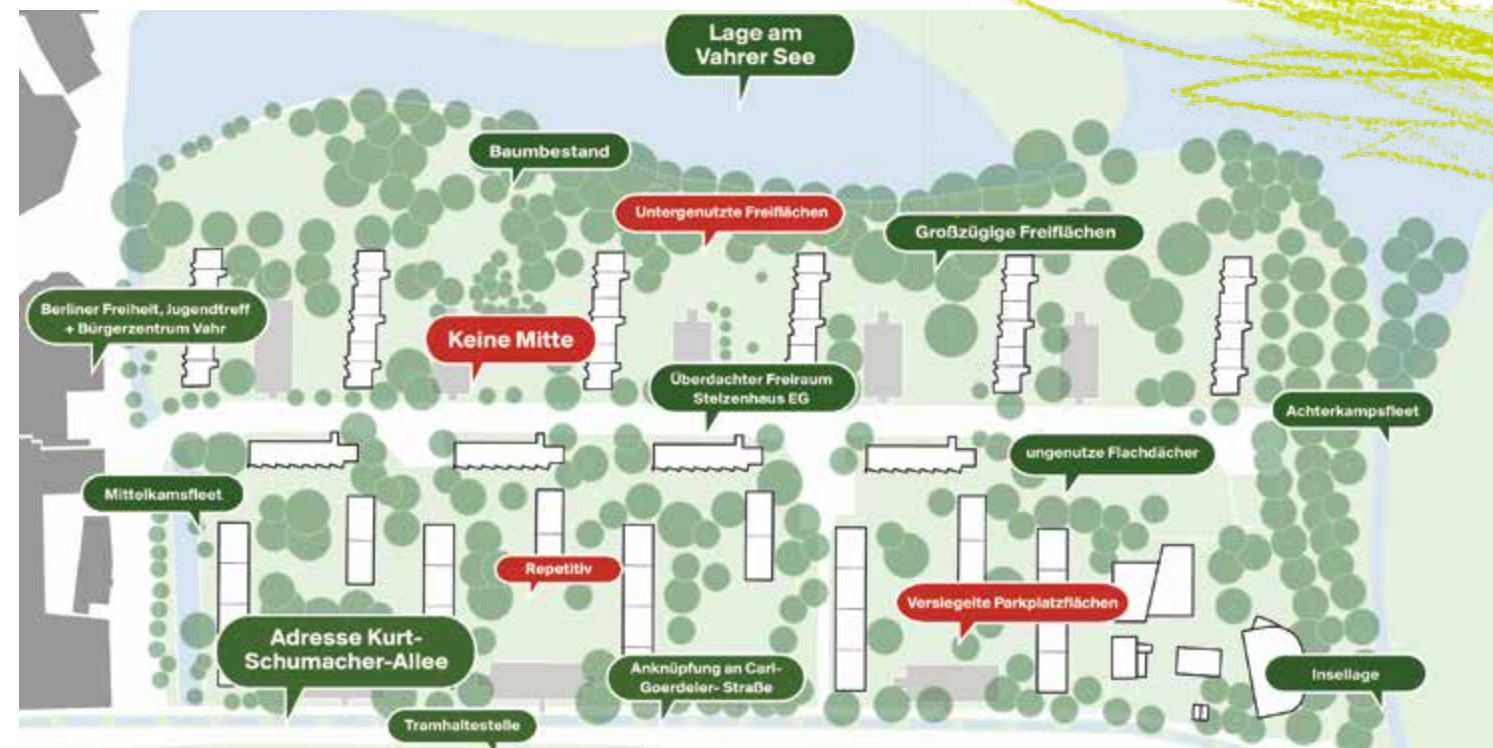 Lage am
Vahrer See
Baumbestand
Untergenutzte Freiflächen
Großzügige Freiflächen
Berliner Freiheit, Jugendtreff
+ Bürgerzentrum Vahr
Keine Mitte
Überdachter Freiraum
Stelzenhaus EG
Achterkampsfleet
ungenutze Flachdächer
Mittelkamsfleet
Repetitiv
Versiegelte Parkplatzflächen
Adresse Kurt-
Schumacher-Allee
Anknüpfung an Carl-
Goerdeler- Straße
Insellage
Tramhaltestelle